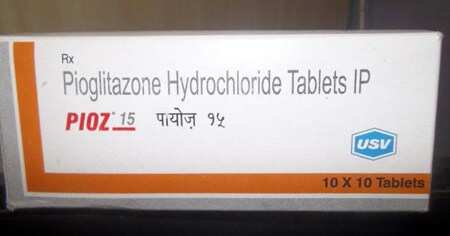 Rx
Pioglitazone Hydrochloride Tablets IP
PIOZ 15 पायोज़ १५
USV
10 X 10 Tablets